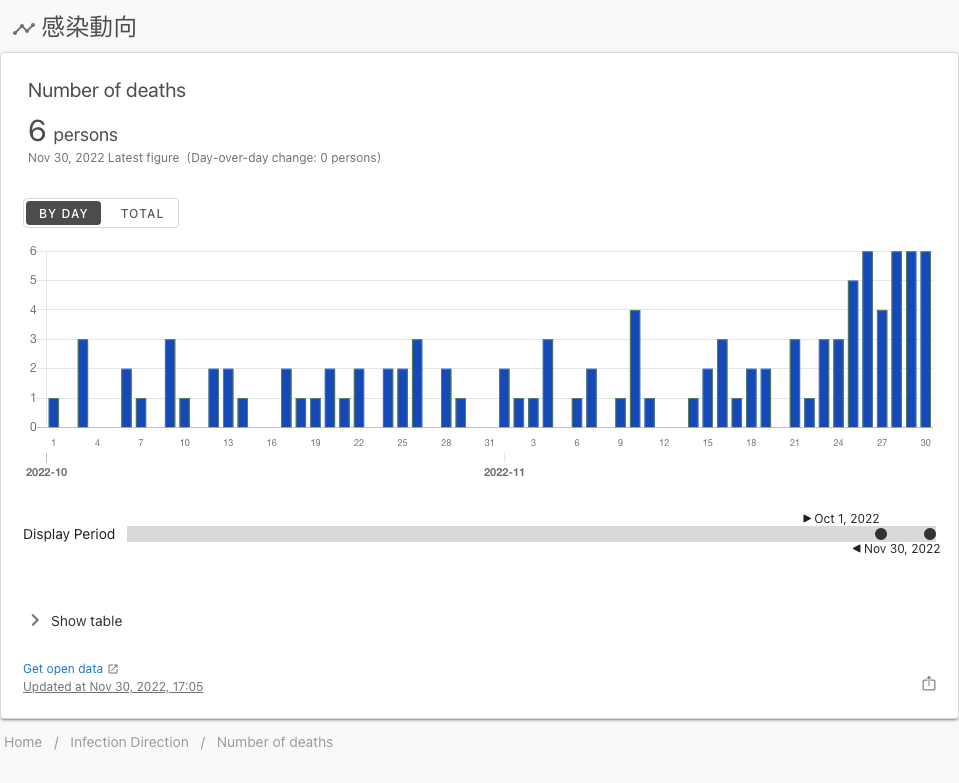 感染動向
Number of deaths
6 persons
Nov 30, 2022 Latest figure (Day-over-day change: 0 persons)
BY DAY TOTAL
6
5
4
3
2
1
0
1 4 7 10 13 16 19 22 25 28 31 3 6 9 12 15 18 21 24 27 30
2022-10 2022-11
Oct 1, 2022
Display Period
Nov 30, 2022
Show table
Get open data
Updated at Nov 30, 2022, 17:05
Home / Infection Direction / Number of deaths